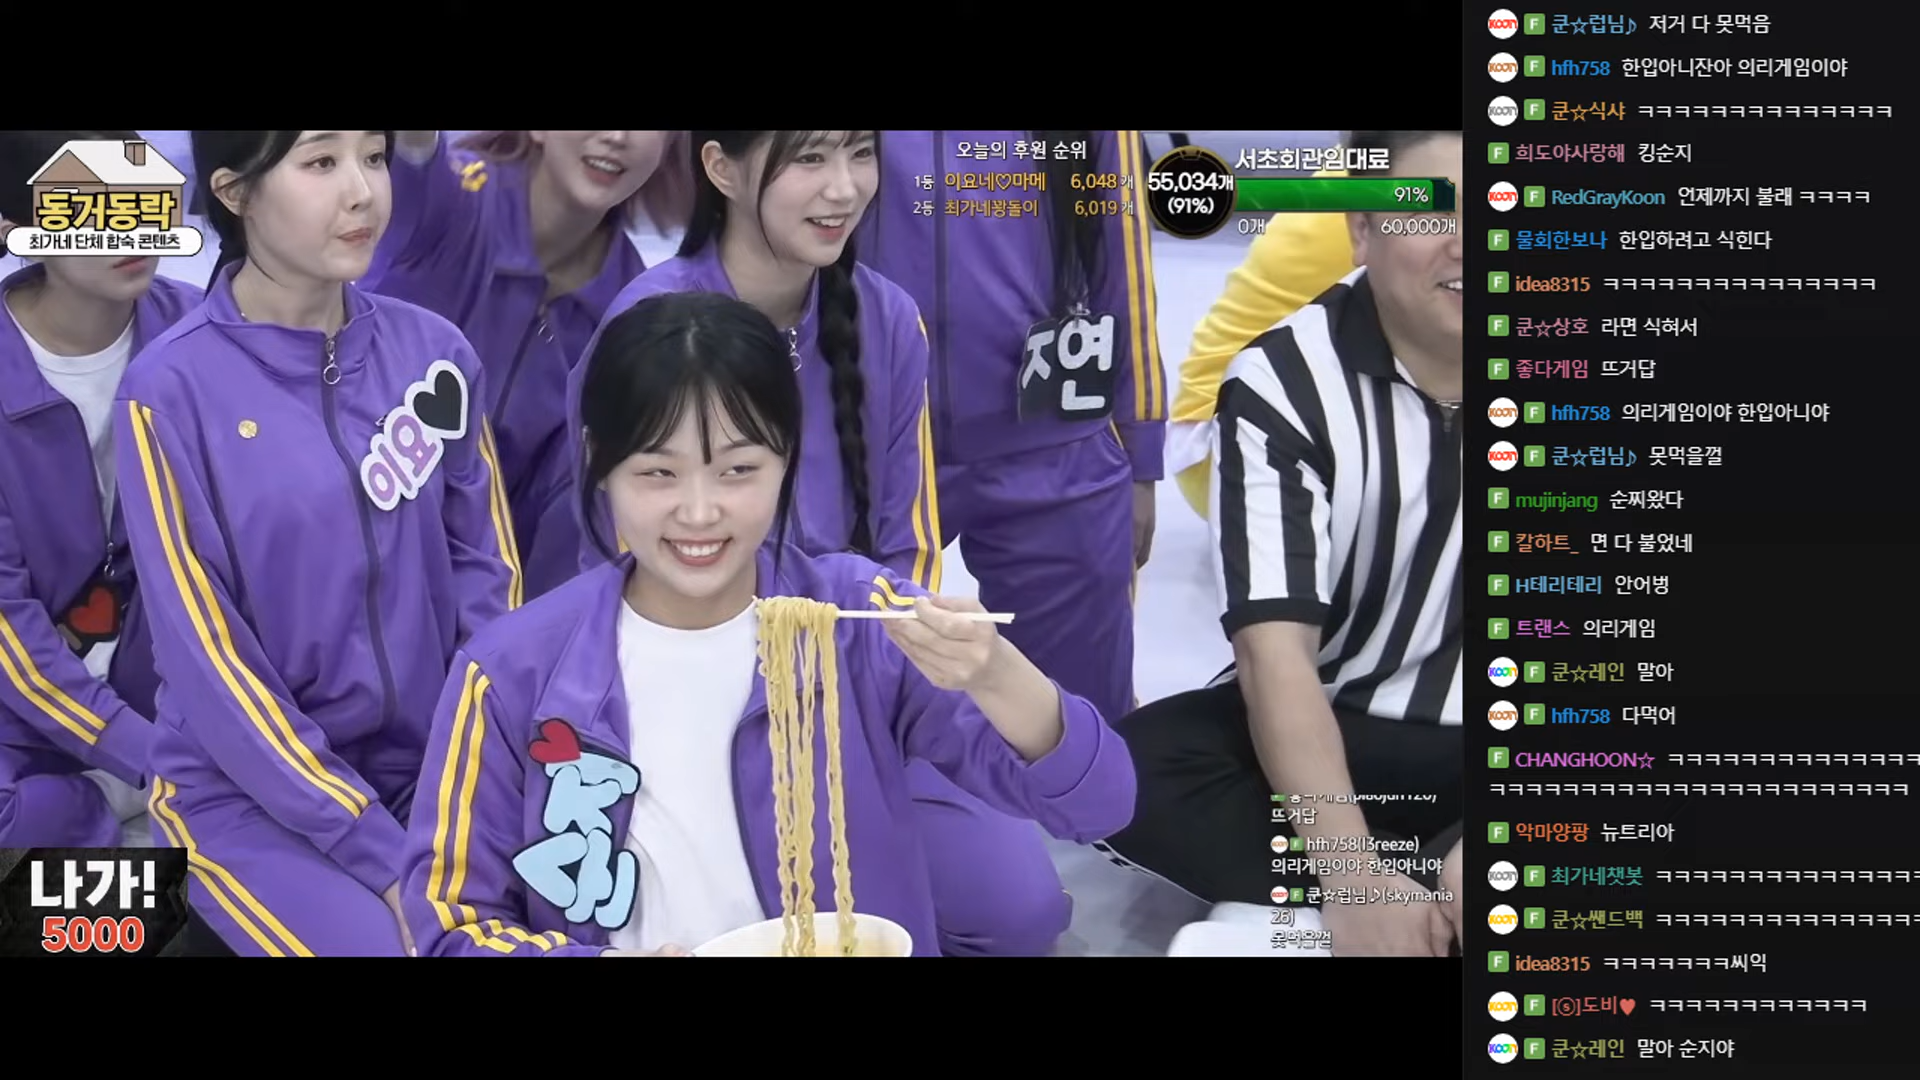 동거동락
최가네 단체 합숙 콘텐츠
이요
연
나가!
5000
오늘의 후원 순위
1등 이요네♡마메 6,048 개
2등 최가네꽝돌이 6,019 개
55,034개
(91%)
서초회관임대료
91%
0개 60,000개
뜨거답
hfh758(l3reeze)
의리게임이야 한입아니야
쿤☆럽님♪(skymania
26)
못먹을껄
쿤☆럽님♪ 저거 다 못먹음
hfh758 한입아니잔아 의리게임이야
쿤☆식샤 ㅋㅋㅋㅋㅋㅋㅋㅋㅋㅋㅋㅋㅋㅋ
희도야사랑해 킹순지
RedGrayKoon 언제까지 불래 ㅋㅋㅋㅋ
물회한보나 한입하려고 식힌다
idea8315 ㅋㅋㅋㅋㅋㅋㅋㅋㅋㅋㅋㅋㅋㅋㅋ
쿤☆상호 라면 식혀서
좋다게임 뜨거답
hfh758 의리게임이야 한입아니야
쿤☆럽님♪ 못먹을껄
mujinjang 순찌왔다
칼하트_ 면 다 불었네
H테리테리 안어벙
트랜스 의리게임
쿤☆레인 말아
hfh758 다먹어
CHANGHOON☆ ㅋㅋㅋㅋㅋㅋㅋㅋㅋㅋㅋㅋㅋㅋ
ㅋㅋㅋㅋㅋㅋㅋㅋㅋㅋㅋㅋㅋㅋㅋㅋㅋㅋㅋㅋㅋㅋㅋ
악마양팡 뉴트리아
최가네챗봇 ㅋㅋㅋㅋㅋㅋㅋㅋㅋㅋㅋㅋㅋㅋㅋ
쿤☆쌘드백 ㅋㅋㅋㅋㅋㅋㅋㅋㅋㅋㅋㅋㅋㅋㅋ
idea8315 ㅋㅋㅋㅋㅋㅋㅋ씨익
[ⓢ]도비♥ ㅋㅋㅋㅋㅋㅋㅋㅋㅋㅋㅋㅋ
쿤☆레인 말아 순지야